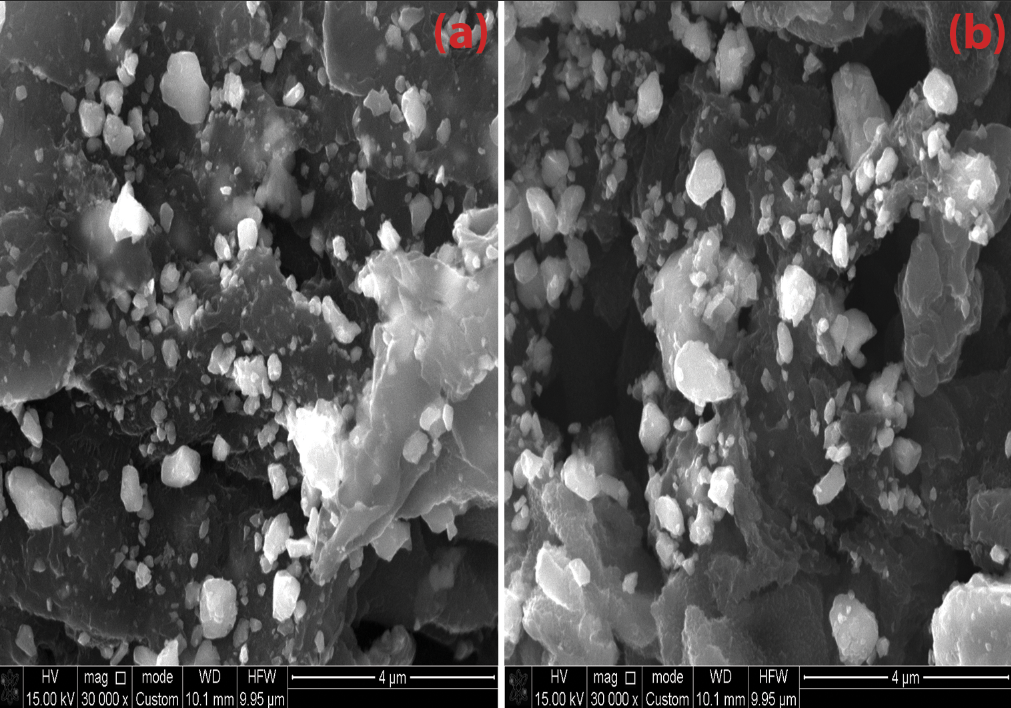 (a)
(b)
HV mag □ mode WD HFW
15.00 kV 30 000 x Custom 10.1 mm 9.95 µm
4 µm
HV mag □ mode WD HFW
15.00 kV 30 000 x Custom 10.1 mm 9.95 µm
4 µm